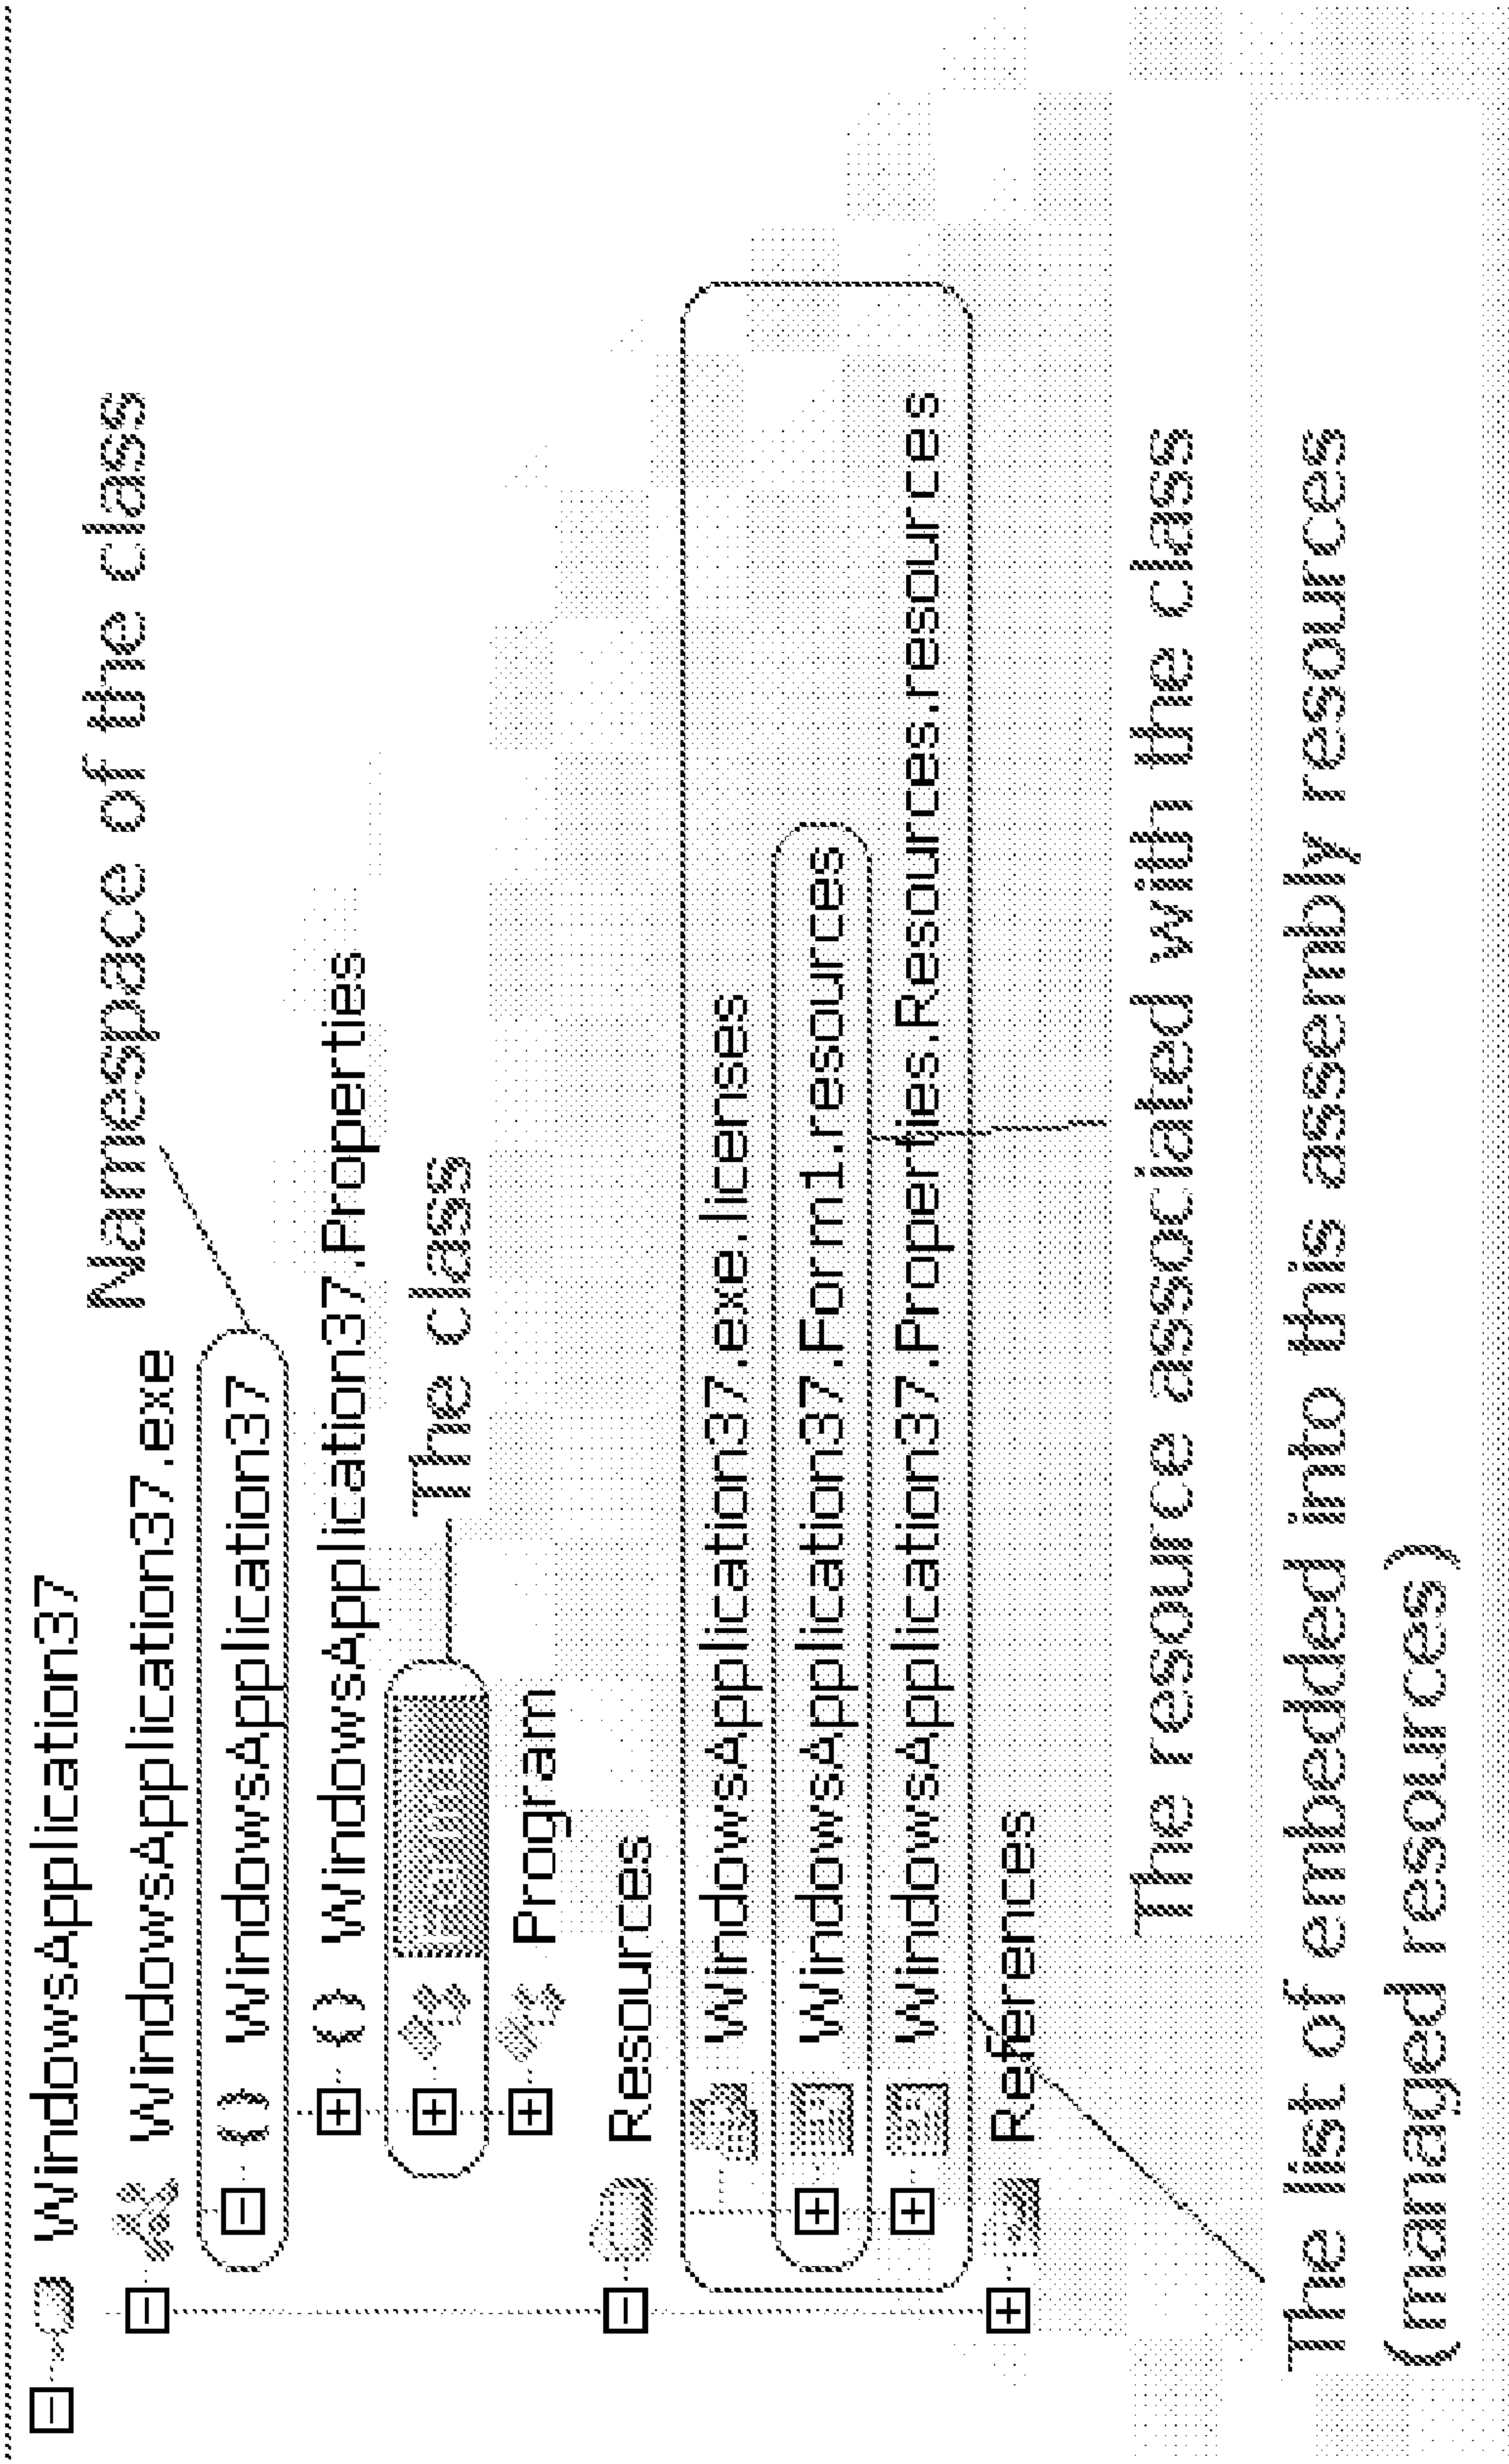 WindowsApplication37
WindowsApplication37.exe
Namespace of the class
{} WindowsApplication37
{} WindowsApplication37.Properties
The class
Program
Resources
WindowsApplication37.exe.licenses
WindowsApplication37.Form1.resources
WindowsApplication37.Properties.Resources.resources
References
The resource associated with the class
The list of embedded into this assembly resources
(managed resources)